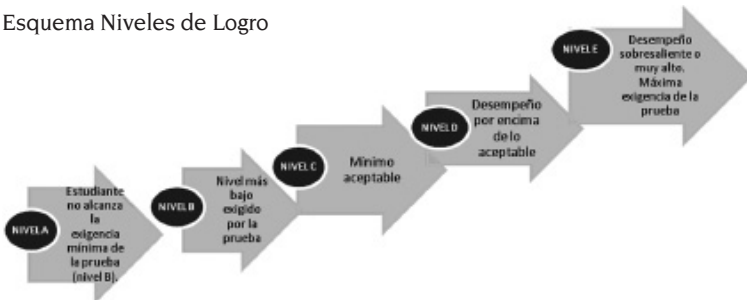 Esquema Niveles de Logro
NIVEL A
Estudiante
no alcanza
la
exigencia
mínima de
la prueba
(nivel B).
NIVEL B
Nivel más
bajo
exigido
por la
prueba
NIVEL C
Mínimo
aceptable
NIVEL D
Desempeño
por encima
de lo
aceptable
NIVEL E
Desempeño
sobresaliente o
muy alto.
Máxima
exigencia de la
prueba